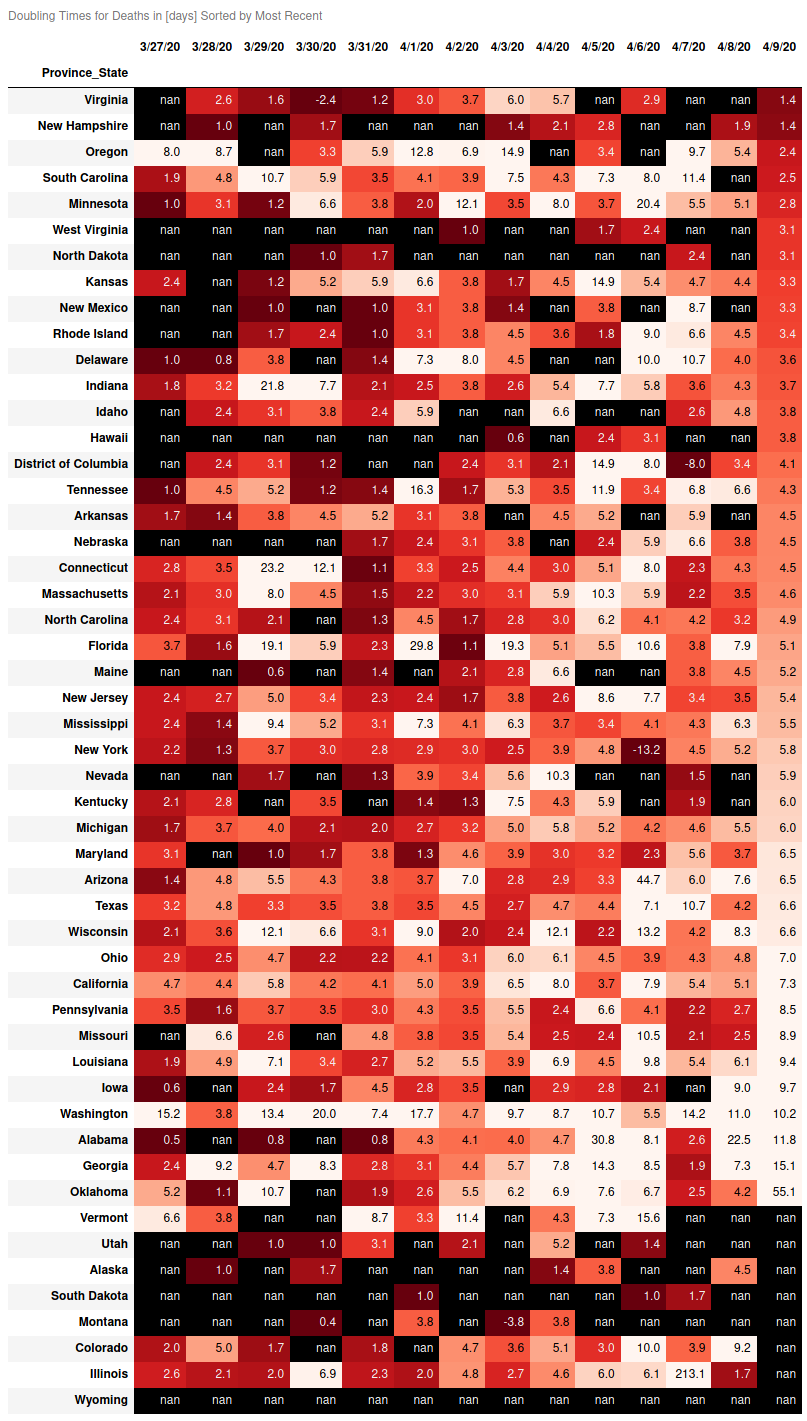 Doubling Times for Deaths in [days] Sorted by Most Recent
3/27/20 3/28/20 3/29/20 3/30/20 3/31/20 4/1/20 4/2/20 4/3/20 4/4/20 4/5/20 4/6/20 4/7/20 4/8/20 4/9/20
Province_State
Virginia nan 2.6 1.6 -2.4 1.2 3.0 3.7 6.0 5.7 nan 2.9 nan nan 1.4
New Hampshire nan 1.0 nan 1.7 nan nan nan 1.4 2.1 2.8 nan nan 1.9 1.4
Oregon 8.0 8.7 nan 3.3 5.9 12.8 6.9 14.9 nan 3.4 nan 9.7 5.4 2.4
South Carolina 1.9 4.8 10.7 5.9 3.5 4.1 3.9 7.5 4.3 7.3 8.0 11.4 nan 2.5
Minnesota 1.0 3.1 1.2 6.6 3.8 2.0 12.1 3.5 8.0 3.7 20.4 5.5 5.1 2.8
West Virginia nan nan nan nan nan nan 1.0 nan nan 1.7 2.4 nan nan 3.1
North Dakota nan nan nan 1.0 1.7 nan nan nan nan nan nan 2.4 nan 3.1
Kansas 2.4 nan 1.2 5.2 5.9 6.6 3.8 1.7 4.5 14.9 5.4 4.7 4.4 3.3
New Mexico nan nan 1.0 nan 1.0 3.1 3.8 1.4 nan 3.8 nan 8.7 nan 3.3
Rhode Island nan nan 1.7 2.4 1.0 3.1 3.8 4.5 3.6 1.8 9.0 6.6 4.5 3.4
Delaware 1.0 0.8 3.8 nan 1.4 7.3 8.0 4.5 nan nan 10.0 10.7 4.0 3.6
Indiana 1.8 3.2 21.8 7.7 2.1 2.5 3.8 2.6 5.4 7.7 5.8 3.6 4.3 3.7
Idaho nan 2.4 3.1 3.8 2.4 5.9 nan nan 6.6 nan nan 2.6 4.8 3.8
Hawaii nan nan nan nan nan nan nan 0.6 nan 2.4 3.1 nan nan 3.8
District of Columbia nan 2.4 3.1 1.2 nan nan 2.4 3.1 2.1 14.9 8.0 -8.0 3.4 4.1
Tennessee 1.0 4.5 5.2 1.2 1.4 16.3 1.7 5.3 3.5 11.9 3.4 6.8 6.6 4.3
Arkansas 1.7 1.4 3.8 4.5 5.2 3.1 3.8 nan 4.5 5.2 nan 5.9 nan 4.5
Nebraska nan nan nan nan 1.7 2.4 3.1 3.8 nan 2.4 5.9 6.6 3.8 4.5
Connecticut 2.8 3.5 23.2 12.1 1.1 3.3 2.5 4.4 3.0 5.1 8.0 2.3 4.3 4.5
Massachusetts 2.1 3.0 8.0 4.5 1.5 2.2 3.0 3.1 5.9 10.3 5.9 2.2 3.5 4.6
North Carolina 2.4 3.1 2.1 nan 1.3 4.5 1.7 2.8 3.0 6.2 4.1 4.2 3.2 4.9
Florida 3.7 1.6 19.1 5.9 2.3 29.8 1.1 19.3 5.1 5.5 10.6 3.8 7.9 5.1
Maine nan nan 0.6 nan 1.4 nan 2.1 2.8 6.6 nan nan 3.8 4.5 5.2
New Jersey 2.4 2.7 5.0 3.4 2.3 2.4 1.7 3.8 2.6 8.6 7.7 3.4 3.5 5.4
Mississippi 2.4 1.4 9.4 5.2 3.1 7.3 4.1 6.3 3.7 3.4 4.1 4.3 6.3 5.5
New York 2.2 1.3 3.7 3.0 2.8 2.9 3.0 2.5 3.9 4.8 -13.2 4.5 5.2 5.8
Nevada nan nan 1.7 nan 1.3 3.9 3.4 5.6 10.3 nan nan 1.5 nan 5.9
Kentucky 2.1 2.8 nan 3.5 nan 1.4 1.3 7.5 4.3 5.9 nan 1.9 nan 6.0
Michigan 1.7 3.7 4.0 2.1 2.0 2.7 3.2 5.0 5.8 5.2 4.2 4.6 5.5 6.0
Maryland 3.1 nan 1.0 1.7 3.8 1.3 4.6 3.9 3.0 3.2 2.3 5.6 3.7 6.5
Arizona 1.4 4.8 5.5 4.3 3.8 3.7 7.0 2.8 2.9 3.3 44.7 6.0 7.6 6.5
Texas 3.2 4.8 3.3 3.5 3.8 3.5 4.5 2.7 4.7 4.4 7.1 10.7 4.2 6.6
Wisconsin 2.1 3.6 12.1 6.6 3.1 9.0 2.0 2.4 12.1 2.2 13.2 4.2 8.3 6.6
Ohio 2.9 2.5 4.7 2.2 2.2 4.1 3.1 6.0 6.1 4.5 3.9 4.3 4.8 7.0
California 4.7 4.4 5.8 4.2 4.1 5.0 3.9 6.5 8.0 3.7 7.9 5.4 5.1 7.3
Pennsylvania 3.5 1.6 3.7 3.5 3.0 4.3 3.5 5.5 2.4 6.6 4.1 2.2 2.7 8.5
Missouri nan 6.6 2.6 nan 4.8 3.8 3.5 5.4 2.5 2.4 10.5 2.1 2.5 8.9
Louisiana 1.9 4.9 7.1 3.4 2.7 5.2 5.5 3.9 6.9 4.5 9.8 5.4 6.1 9.4
Iowa 0.6 nan 2.4 1.7 4.5 2.8 3.5 nan 2.9 2.8 2.1 nan 9.0 9.7
Washington 15.2 3.8 13.4 20.0 7.4 17.7 4.7 9.7 8.7 10.7 5.5 14.2 11.0 10.2
Alabama 0.5 nan 0.8 nan 0.8 4.3 4.1 4.0 4.7 30.8 8.1 2.6 22.5 11.8
Georgia 2.4 9.2 4.7 8.3 2.8 3.1 4.4 5.7 7.8 14.3 8.5 1.9 7.3 15.1
Oklahoma 5.2 1.1 10.7 nan 1.9 2.6 5.5 6.2 6.9 7.6 6.7 2.5 4.2 55.1
Vermont 6.6 3.8 nan nan 8.7 3.3 11.4 nan 4.3 7.3 15.6 nan nan nan
Utah nan nan 1.0 1.0 3.1 nan 2.1 nan 5.2 nan 1.4 nan nan nan
Alaska nan 1.0 nan 1.7 nan nan nan nan 1.4 3.8 nan nan 4.5 nan
South Dakota nan nan nan nan nan 1.0 nan nan nan nan 1.0 1.7 nan nan
Montana nan nan nan 0.4 nan 3.8 nan -3.8 3.8 nan nan nan nan nan
Colorado 2.0 5.0 1.7 nan 1.8 nan 4.7 3.6 5.1 3.0 10.0 3.9 9.2 nan
Illinois 2.6 2.1 2.0 6.9 2.3 2.0 4.8 2.7 4.6 6.0 6.1 213.1 1.7 nan
Wyoming nan nan nan nan nan nan nan nan nan nan nan nan nan nan